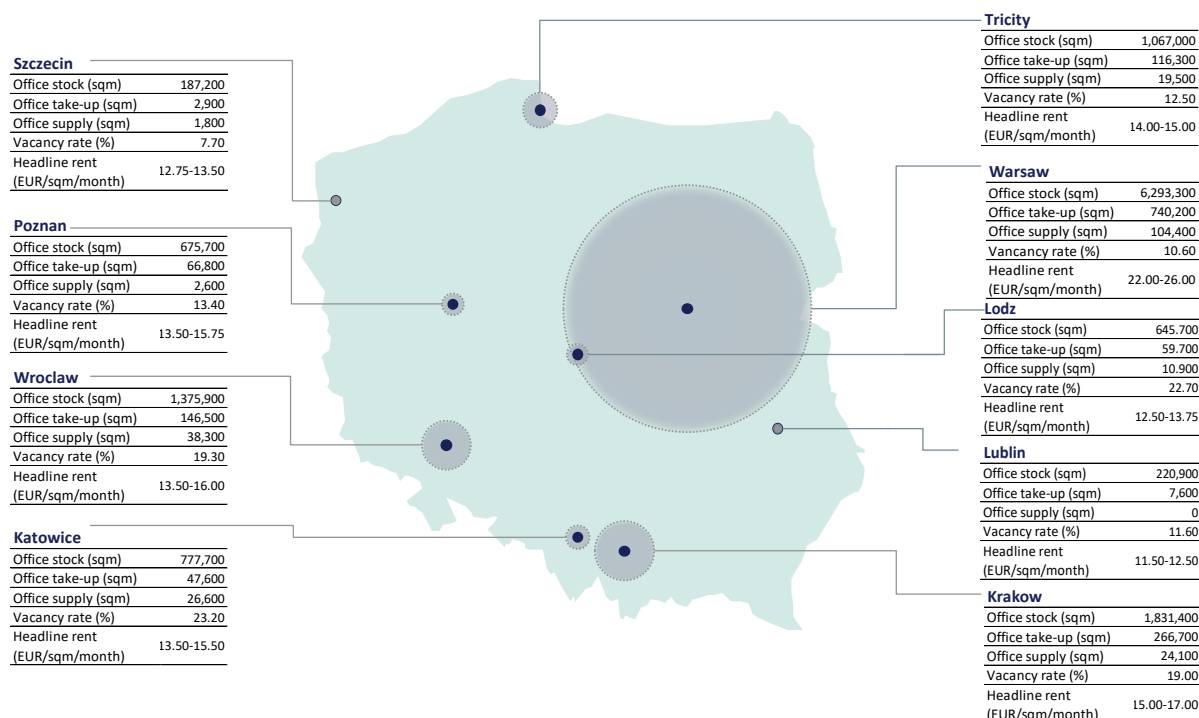 Szczecin
Office stock (sqm) 187,200
Office take-up (sqm) 2,900
Office supply (sqm) 1,800
Vacancy rate (%) 7.70
Headline rent
(EUR/sqm/month) 12.75-13.50
Poznan
Office stock (sqm) 675,700
Office take-up (sqm) 66,800
Office supply (sqm) 2,600
Vacancy rate (%) 13.40
Headline rent
(EUR/sqm/month) 13.50-15.75
Wroclaw
Office stock (sqm) 1,375,900
Office take-up (sqm) 146,500
Office supply (sqm) 38,300
Vacancy rate (%) 19.30
Headline rent
(EUR/sqm/month) 13.50-16.00
Katowice
Office stock (sqm) 777,700
Office take-up (sqm) 47,600
Office supply (sqm) 26,600
Vacancy rate (%) 23.20
Headline rent
(EUR/sqm/month) 13.50-15.50
Tricity
Office stock (sqm) 1,067,000
Office take-up (sqm) 116,300
Office supply (sqm) 19,500
Vacancy rate (%) 12.50
Headline rent
(EUR/sqm/month) 14.00-15.00
Warsaw
Office stock (sqm) 6,293,300
Office take-up (sqm) 740,200
Office supply (sqm) 104,400
Vancancy rate (%) 10.60
Headline rent
(EUR/sqm/month) 22.00-26.00
Lodz
Office stock (sqm) 645.700
Office take-up (sqm) 59.700
Office supply (sqm) 10.900
Vacancy rate (%) 22.70
Headline rent
(EUR/sqm/month) 12.50-13.75
Lublin
Office stock (sqm) 220,900
Office take-up (sqm) 7,600
Office supply (sqm) 0
Vacancy rate (%) 11.60
Headline rent
(EUR/sqm/month) 11.50-12.50
Krakow
Office stock (sqm) 1,831,400
Office take-up (sqm) 266,700
Office supply (sqm) 24,100
Vacancy rate (%) 19.00
Headline rent
(EUR/sqm/month) 15.00-17.00